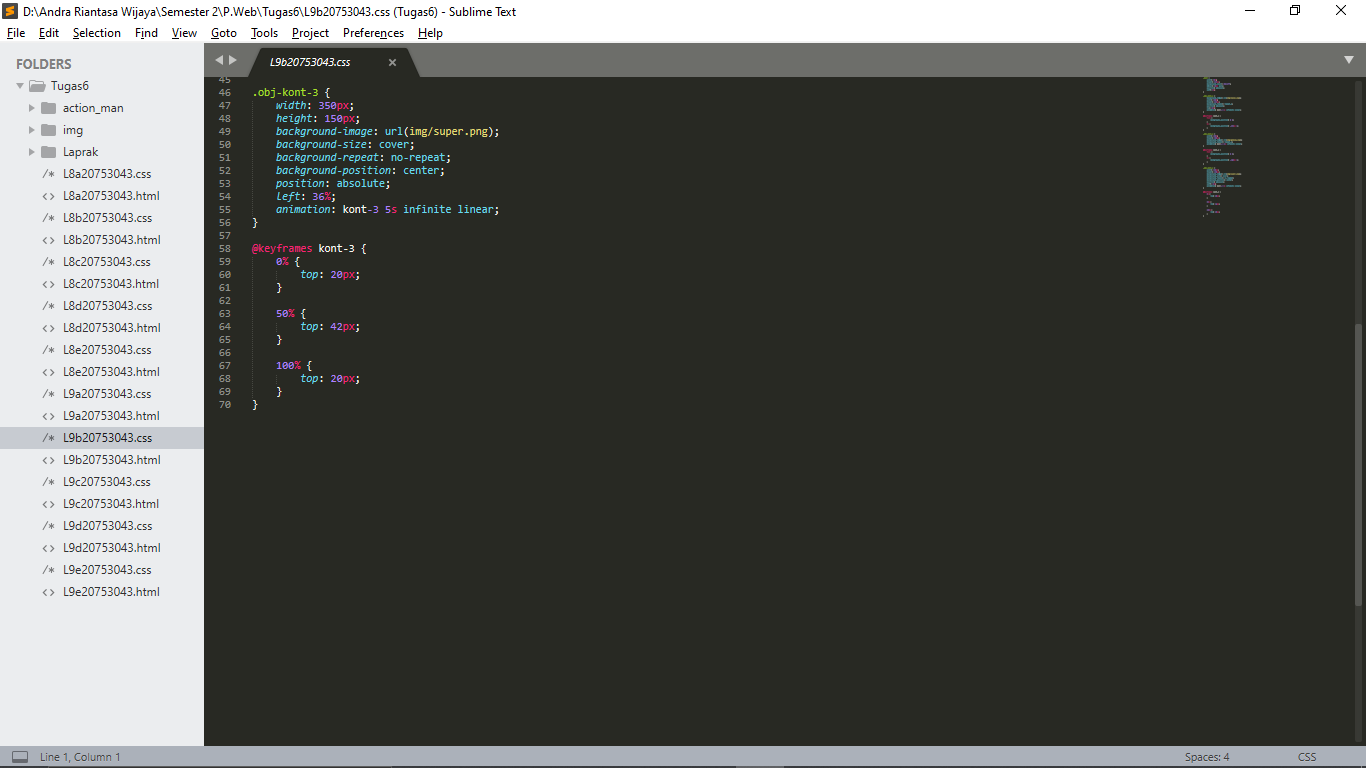 D:\Andra Riantasa Wijaya\Semester 2\P.Web\Tugas6\L9b20753043.css (Tugas6) - Sublime Text
File Edit Selection Find View Goto Tools Project Preferences Help
FOLDERS
Tugas6
action_man
img
Laprak
L8a20753043.css
L8a20753043.html
L8b20753043.css
L8b20753043.html
L8c20753043.css
L8c20753043.html
L8d20753043.css
L8d20753043.html
L8e20753043.css
L8e20753043.html
L9a20753043.css
L9a20753043.html
L9b20753043.css
L9b20753043.html
L9c20753043.css
L9c20753043.html
L9d20753043.css
L9d20753043.html
L9e20753043.css
L9e20753043.html
L9b20753043.css
45
46 .obj-kont-3 {
47     width: 350px;
48     height: 150px;
49     background-image: url(img/super.png);
50     background-size: cover;
51     background-repeat: no-repeat;
52     background-position: center;
53     position: absolute;
54     left: 36%;
55     animation: kont-3 5s infinite linear;
56 }
57
58 @keyframes kont-3 {
59     0% {
60         top: 20px;
61     }
62
63     50% {
64         top: 42px;
65     }
66
67     100% {
68         top: 20px;
69     }
70 }
Line 1, Column 1
Spaces: 4
CSS